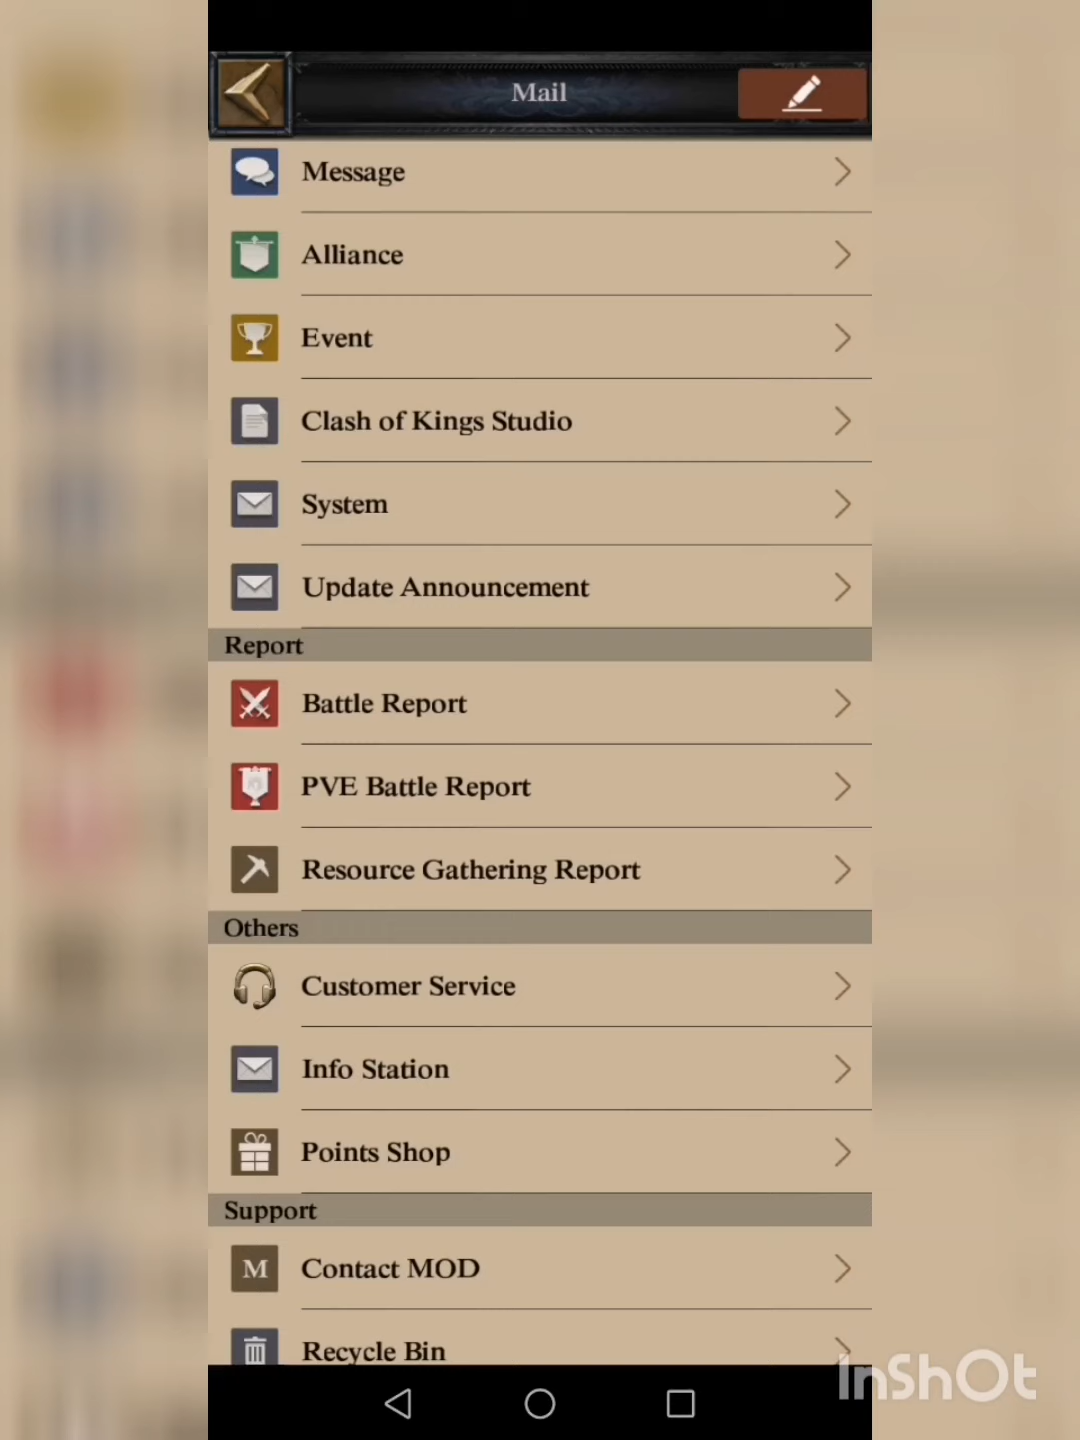 Mail
Message
Alliance
Event
Clash of Kings Studio
System
Update Announcement
Report
Battle Report
PVE Battle Report
Resource Gathering Report
Others
Customer Service
Info Station
Points Shop
Support
M
Contact MOD
Recycle Bin
InShOt